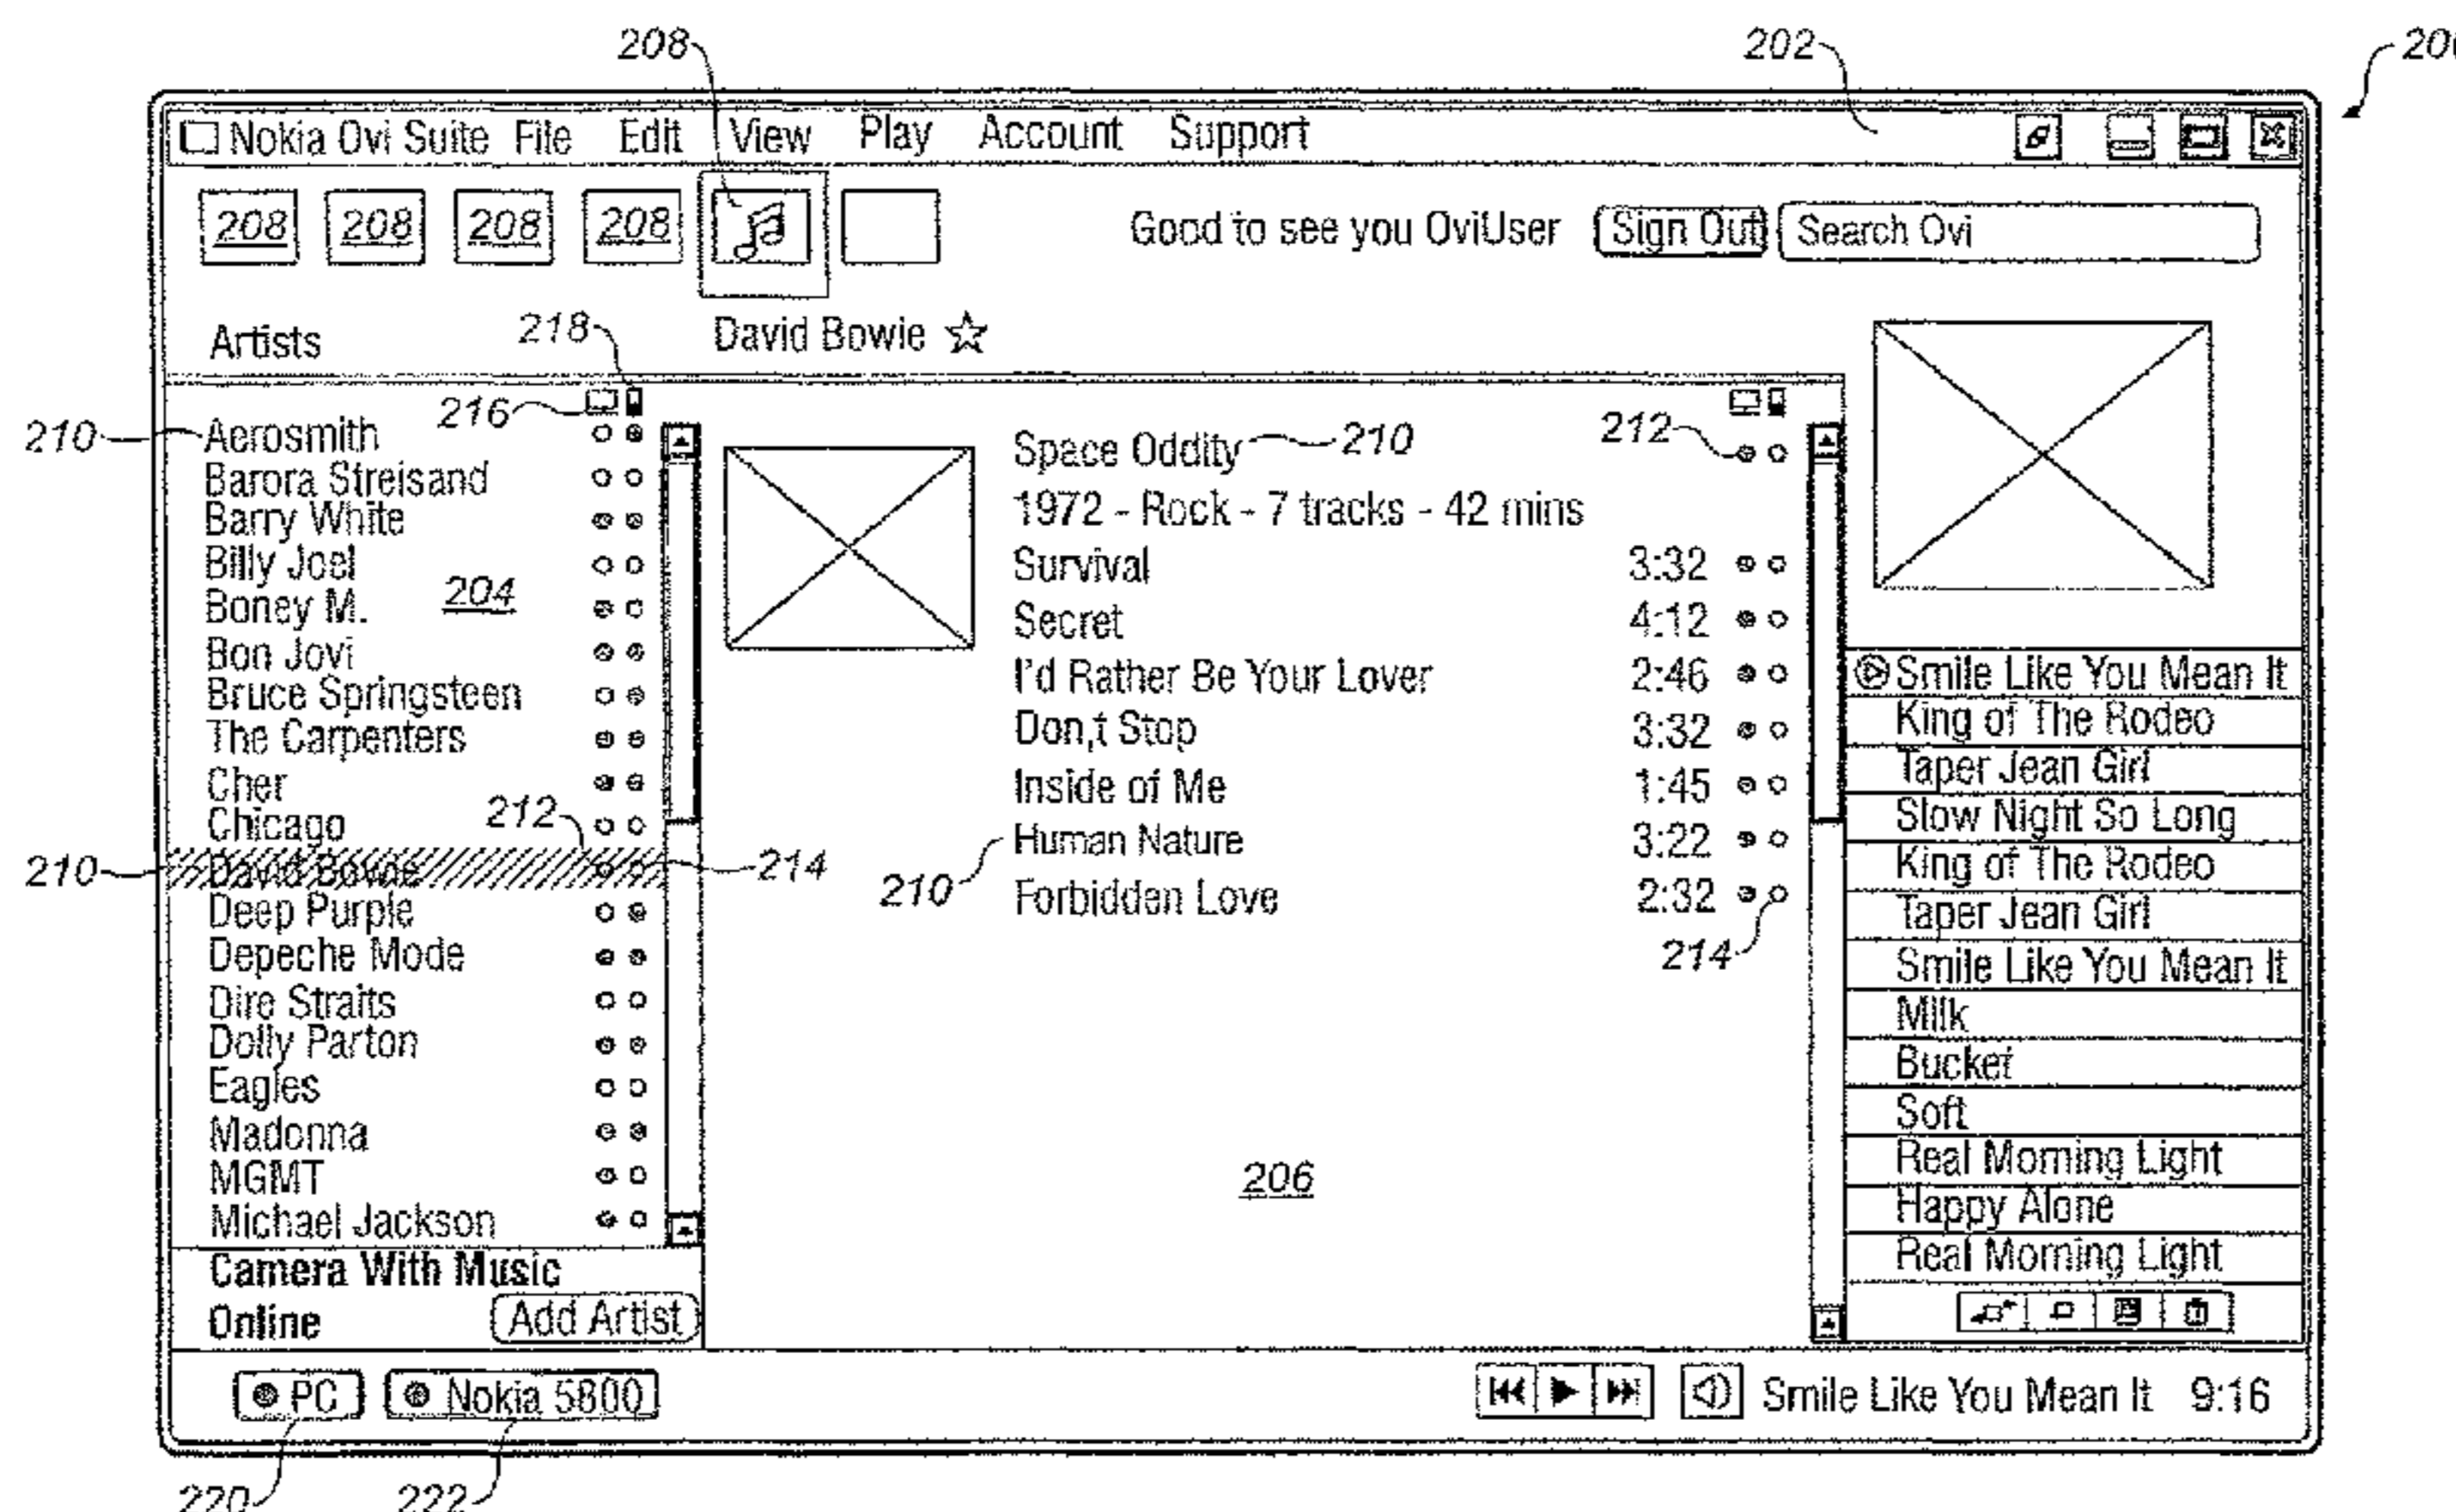 208 202
Nokia Ovi Suite File Edit View Play Account Support
208 208 208 208 Good to see you OviUser Sign Out Search Ovi
Artists 218 David Bowie
216
210 Aerosmith
Barora Streisand
Barry White
Billy Joel
204
Boney M.
Bon Jovi
Bruce Springsteen
The Carpenters
Cher
212
Chicago
210 David Bowie 214
Deep Purple
Depeche Mode
Dire Straits
Dolly Parton
Eagles
Madonna
MGMT
Michael Jackson
Camera With Music
Online Add Artist
Space Oddity 210 212
1972 - Rock - 7 tracks - 42 mins
Survival 3:32
Secret 4:12
I'd Rather Be Your Lover 2:46
Don,t Stop 3:32
Inside of Me 1:45
Human Nature 3:22
210 Forbidden Love 2:32
214
206
Smile Like You Mean It
King of The Rodeo
Taper Jean Girl
Slow Night So Long
King of The Rodeo
Taper Jean Girl
Smile Like You Mean It
Milk
Bucket
Soft
Real Morning Light
Happy Alone
Real Morning Light
PC Nokia 5800 Smile Like You Mean It 9:16
220 222